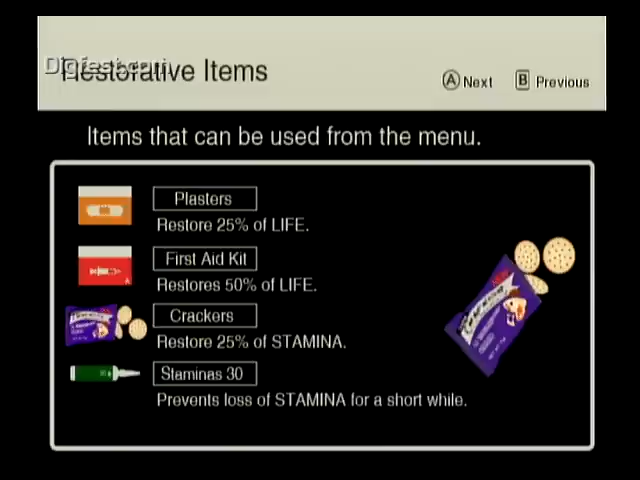 Digfest.com
Restorative Items
A Next B Previous
Items that can be used from the menu.
Plasters
Restore 25% of LIFE.
First Aid Kit
Restores 50% of LIFE.
Crackers
Restore 25% of STAMINA.
Staminas 30
Prevents loss of STAMINA for a short while.